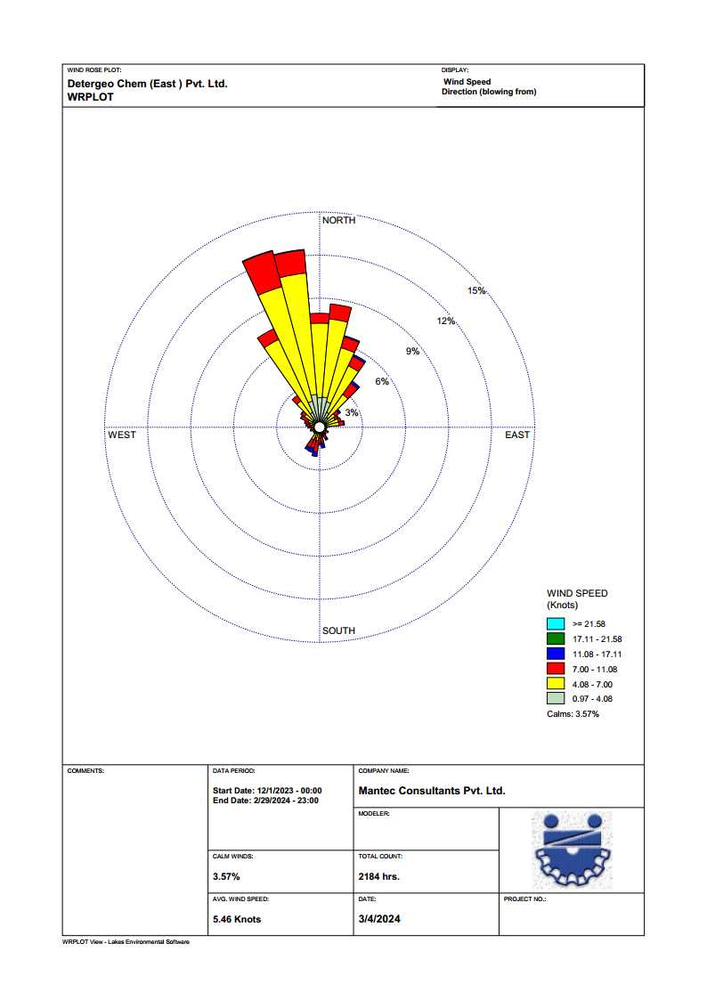 WIND ROSE PLOT:
Detergeo Chem (East ) Pvt. Ltd.
WRPLOT
DISPLAY:
Wind Speed
Direction (blowing from)
NORTH
15%
12%
9%
6%
3%
WEST
EAST
SOUTH
WIND SPEED
(Knots)
>= 21.58
17.11 - 21.58
11.08 - 17.11
7.00 - 11.08
4.08 - 7.00
0.97 - 4.08
Calms: 3.57%
COMMENTS:
DATA PERIOD:
Start Date: 12/1/2023 - 00:00
End Date: 2/29/2024 - 23:00
COMPANY NAME:
Mantec Consultants Pvt. Ltd.
MODELER:
CALM WINDS:
3.57%
TOTAL COUNT:
2184 hrs.
AVG. WIND SPEED:
5.46 Knots
DATE:
3/4/2024
PROJECT NO.:
WRPLOT View - Lakes Environmental Software